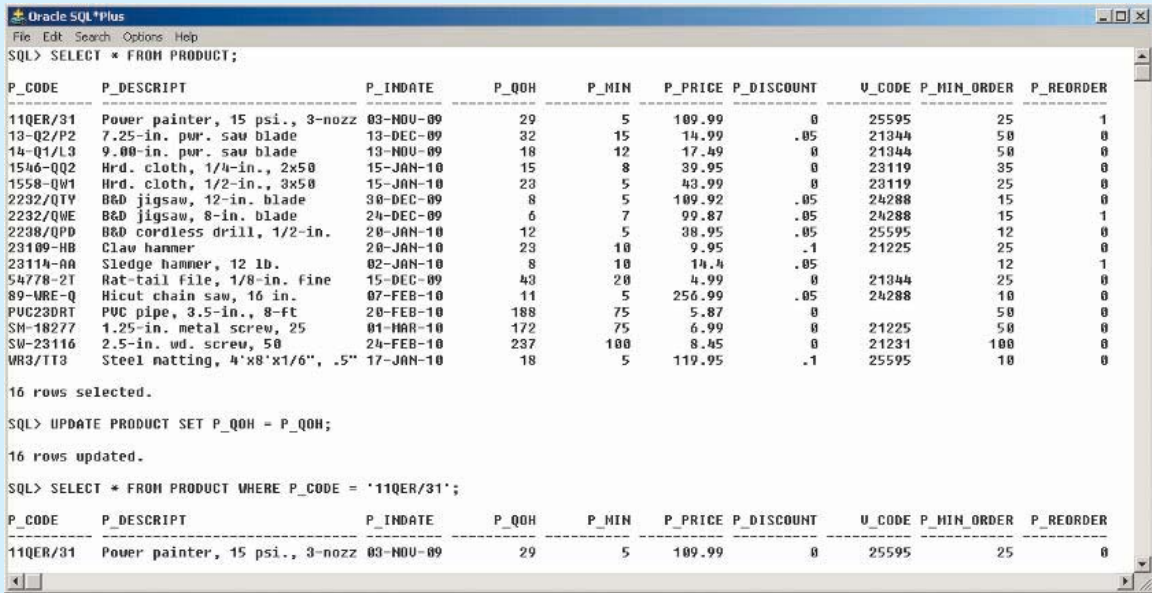 Oracle SQL*Plus
File Edit Search Options Help
SQL> SELECT * FROM PRODUCT;
P_CODE P_DESCRIPT P_INDATE P_QOH P_MIN P_PRICE P_DISCOUNT V_CODE P_MIN_ORDER P_REORDER
---------- ----------------------------------- --------- ---------- ---------- ---------- ---------- ---------- ----------- ----------
11QER/31 Power painter, 15 psi., 3-nozz 03-NOV-09 29 5 109.99 0 25595 25 1
13-Q2/P2 7.25-in. pwr. saw blade 13-DEC-09 32 15 14.99 .05 21344 50 0
14-Q1/L3 9.00-in. pwr. saw blade 13-NOV-09 18 12 17.49 0 21344 50 0
1546-QQ2 Hrd. cloth, 1/4-in., 2x50 15-JAN-10 15 8 39.95 0 23119 35 0
1558-QW1 Hrd. cloth, 1/2-in., 3x50 15-JAN-10 23 5 43.99 0 23119 25 0
2232/QTY B&D jigsaw, 12-in. blade 30-DEC-09 8 5 109.92 .05 24288 15 0
2232/QWE B&D jigsaw, 8-in. blade 24-DEC-09 6 7 99.87 .05 24288 15 1
2238/QPD B&D cordless drill, 1/2-in. 20-JAN-10 12 5 38.95 .05 25595 12 0
23109-HB Claw hammer 20-JAN-10 23 10 9.95 .1 21225 25 0
23114-AA Sledge hammer, 12 lb. 02-JAN-10 8 10 14.4 .05 12 1
54778-2T Rat-tail file, 1/8-in. fine 15-DEC-09 43 20 4.99 0 21344 25 0
89-WRE-Q Hicut chain saw, 16 in. 07-FEB-10 11 5 256.99 .05 24288 10 0
PVC23DRT PVC pipe, 3.5-in., 8-ft 20-FEB-10 188 75 5.87 0 50 0
SM-18277 1.25-in. metal screw, 25 01-MAR-10 172 75 6.99 0 21225 50 0
SW-23116 2.5-in. wd. screw, 50 24-FEB-10 237 100 8.45 0 21231 100 0
WR3/TT3 Steel matting, 4'x8'x1/6", .5" 17-JAN-10 18 5 119.95 .1 25595 10 0
16 rows selected.
SQL> UPDATE PRODUCT SET P_QOH = P_QOH;
16 rows updated.
SQL> SELECT * FROM PRODUCT WHERE P_CODE = '11QER/31';
P_CODE P_DESCRIPT P_INDATE P_QOH P_MIN P_PRICE P_DISCOUNT V_CODE P_MIN_ORDER P_REORDER
---------- ----------------------------------- --------- ---------- ---------- ---------- ---------- ---------- ----------- ----------
11QER/31 Power painter, 15 psi., 3-nozz 03-NOV-09 29 5 109.99 0 25595 25 0